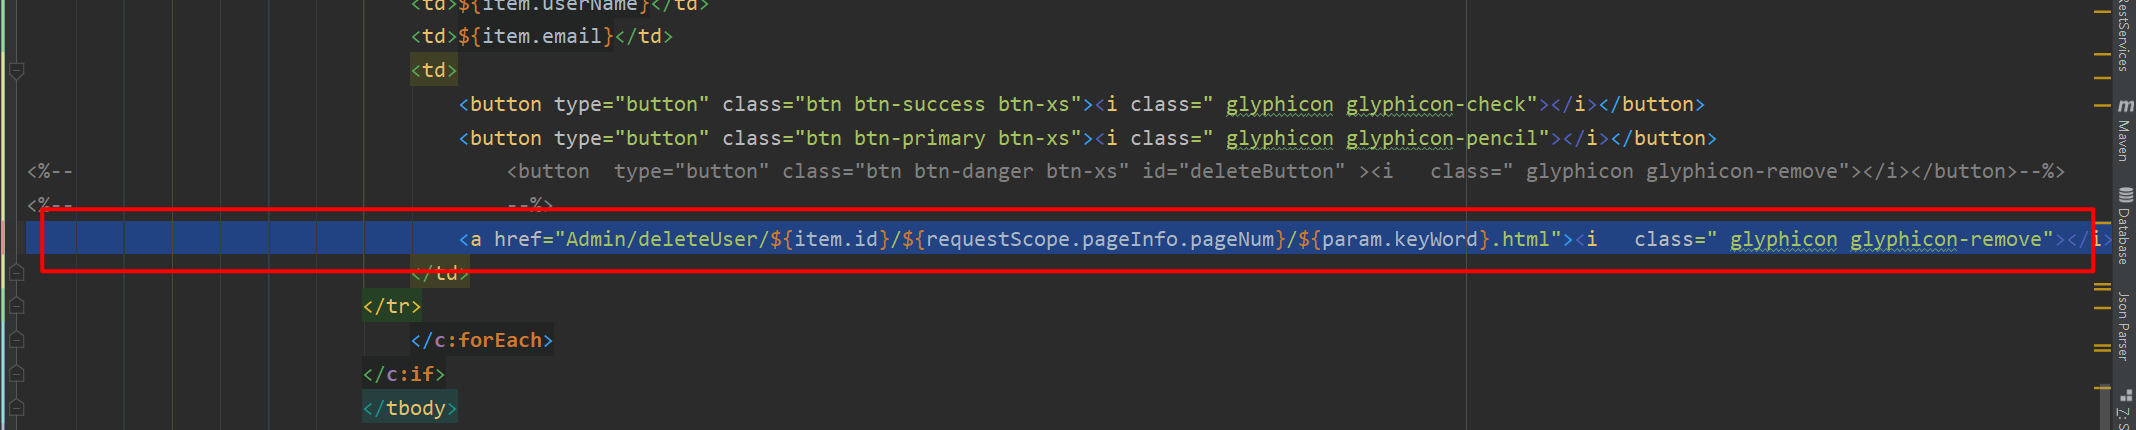 <td>${item.userName}</td>
<td>${item.email}</td>
<td>
<button type="button" class="btn btn-success btn-xs"><i class=" glyphicon glyphicon-check"></i></button>
<button type="button" class="btn btn-primary btn-xs"><i class=" glyphicon glyphicon-pencil"></i></button>
<%-- <button  type="button" class="btn btn-danger btn-xs" id="deleteButton" ><i   class=" glyphicon glyphicon-remove"></i></button>--%>
<%-- --%>
<a href="Admin/deleteUser/${item.id}/${requestScope.pageInfo.pageNum}/${param.keyWord}.html"><i   class=" glyphicon glyphicon-remove"></i>
</td>
</tr>
</c:forEach>
</c:if>
</tbody>
RestServices
m Maven
Database
Json Parser
Z: S